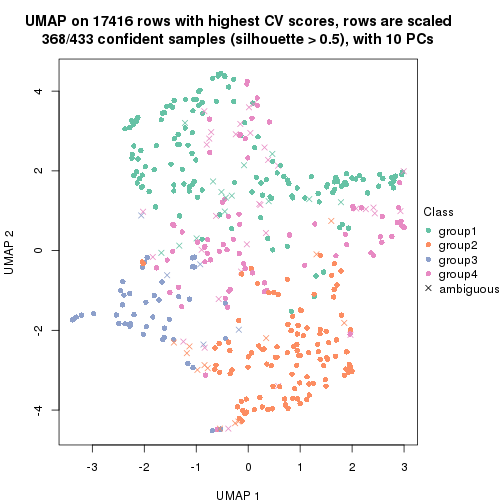 UMAP on 17416 rows with highest CV scores, rows are scaled
368/433 confident samples (silhouette > 0.5), with 10 PCs
4
2
0
-2
-4
UMAP 2
-3
-2
-1
0
1
2
3
UMAP 1
Class
group1
group2
group3
group4
ambiguous